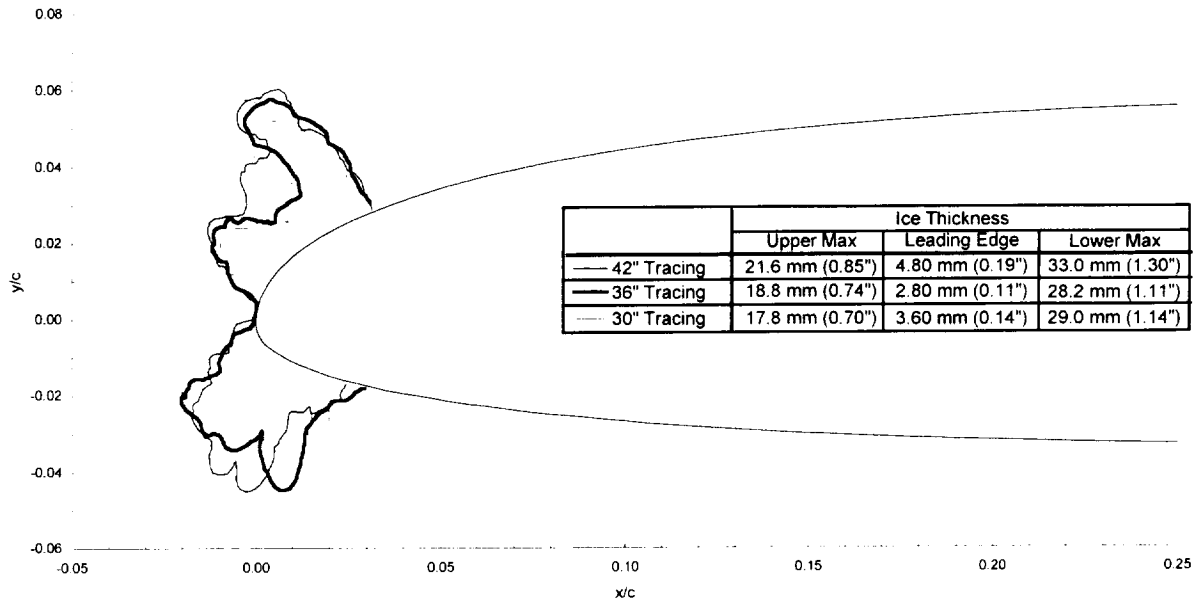 0.08
0.06
0.04
0.02
0.00
-0.02
-0.04
-0.06
y/c
-0.05 0.00 0.05 0.10 0.15 0.20 0.25
x/c
Ice Thickness
Upper Max Leading Edge Lower Max
42" Tracing 21.6 mm (0.85") 4.80 mm (0.19") 33.0 mm (1.30")
36" Tracing 18.8 mm (0.74") 2.80 mm (0.11") 28.2 mm (1.11")
30" Tracing 17.8 mm (0.70") 3.60 mm (0.14") 29.0 mm (1.14")